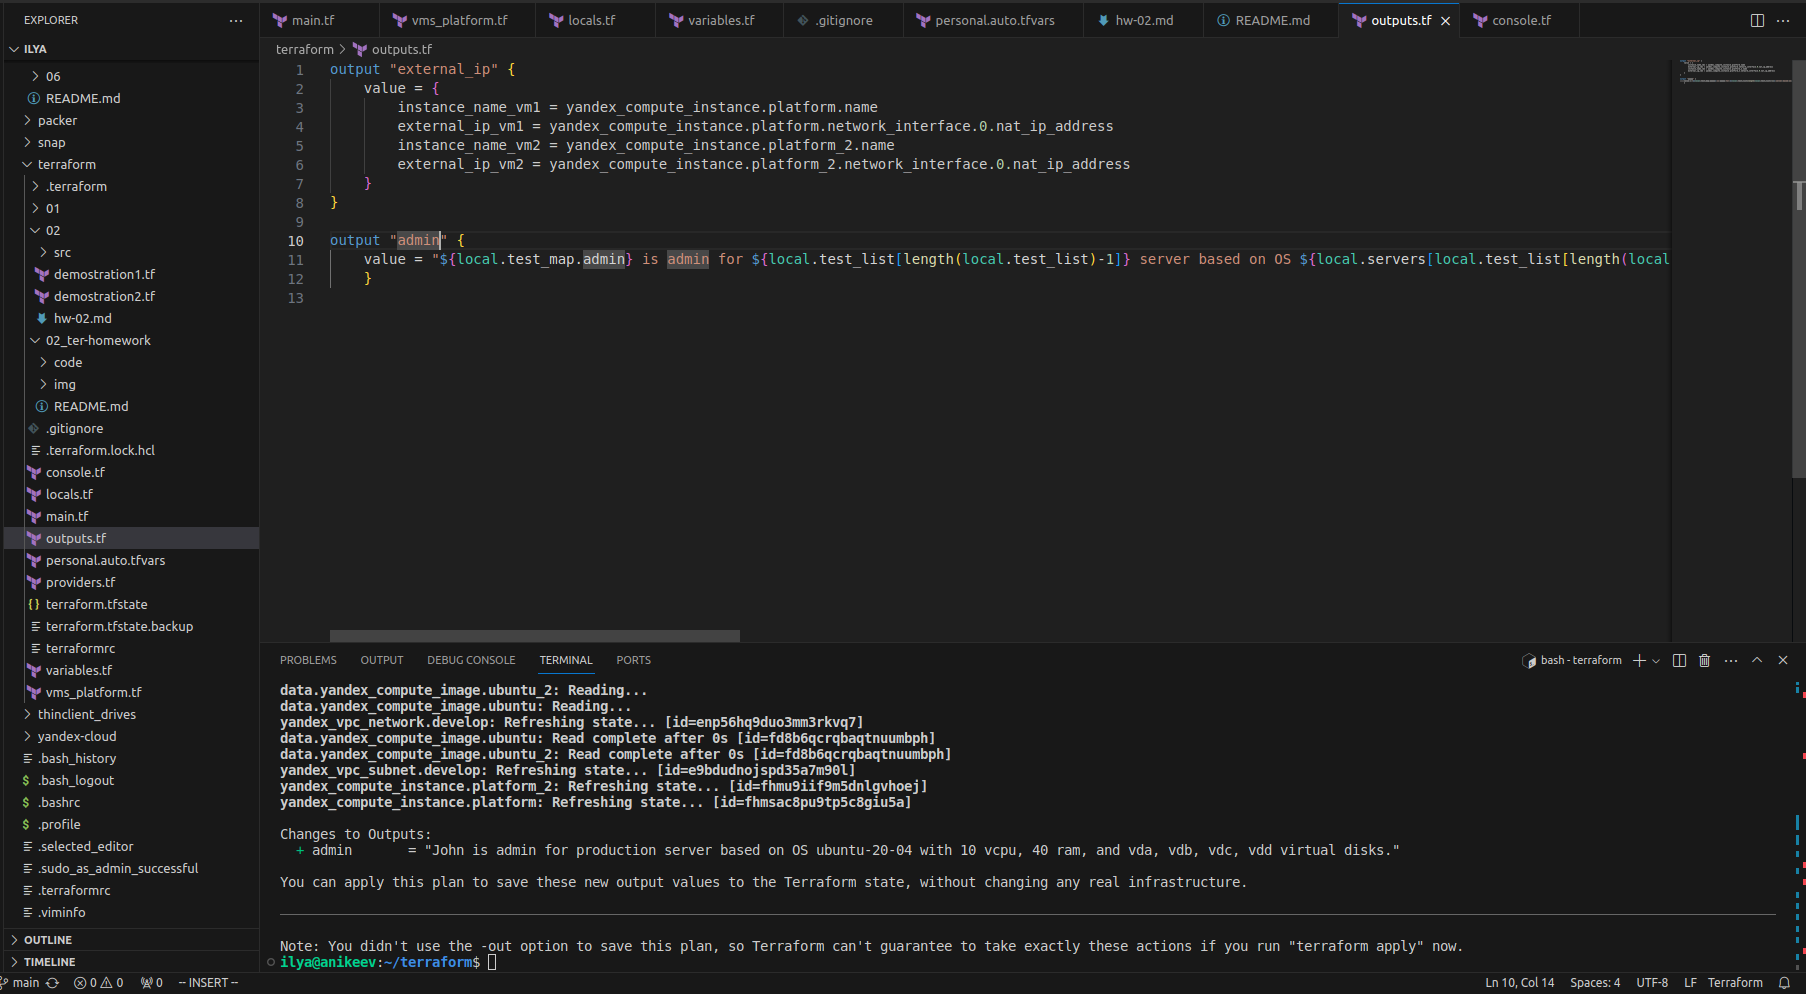 EXPLORER
ILYA
06
README.md
packer
snap
terraform
.terraform
01
02
src
demostration1.tf
demostration2.tf
hw-02.md
02_ter-homework
code
img
README.md
.gitignore
.terraform.lock.hcl
console.tf
locals.tf
main.tf
outputs.tf
personal.auto.tfvars
providers.tf
terraform.tfstate
terraform.tfstate.backup
terraformrc
variables.tf
vms_platform.tf
thinclient_drives
yandex-cloud
.bash_history
.bash_logout
.bashrc
.profile
.selected_editor
.sudo_as_admin_successful
.terraformrc
.viminfo
OUTLINE
TIMELINE
main.tf vms_platform.tf locals.tf variables.tf .gitignore personal.auto.tfvars hw-02.md README.md outputs.tf console.tf
terraform > outputs.tf
1 output "external_ip" {
2 value = {
3 instance_name_vm1 = yandex_compute_instance.platform.name
4 external_ip_vm1 = yandex_compute_instance.platform.network_interface.0.nat_ip_address
5 instance_name_vm2 = yandex_compute_instance.platform_2.name
6 external_ip_vm2 = yandex_compute_instance.platform_2.network_interface.0.nat_ip_address
7 }
8 }
9
10 output "admin" {
11 value = "${local.test_map.admin} is admin for ${local.test_list[length(local.test_list)-1]} server based on OS ${local.servers[local.test_list[length(local
12 }
13
PROBLEMS OUTPUT DEBUG CONSOLE TERMINAL PORTS
bash - terraform
data.yandex_compute_image.ubuntu_2: Reading...
data.yandex_compute_image.ubuntu: Reading...
yandex_vpc_network.develop: Refreshing state... [id=enp56hq9duo3mm3rkvq7]
data.yandex_compute_image.ubuntu: Read complete after 0s [id=fd8b6qcrqbaqtnuumbph]
data.yandex_compute_image.ubuntu_2: Read complete after 0s [id=fd8b6qcrqbaqtnuumbph]
yandex_vpc_subnet.develop: Refreshing state... [id=e9bdudnojspd35a7m90l]
yandex_compute_instance.platform_2: Refreshing state... [id=fhmu9iif9m5dnlgvhoej]
yandex_compute_instance.platform: Refreshing state... [id=fhmsac8pu9tp5c8giu5a]
Changes to Outputs:
+ admin = "John is admin for production server based on OS ubuntu-20-04 with 10 vcpu, 40 ram, and vda, vdb, vdc, vdd virtual disks."
You can apply this plan to save these new output values to the Terraform state, without changing any real infrastructure.
Note: You didn't use the -out option to save this plan, so Terraform can't guarantee to take exactly these actions if you run "terraform apply" now.
ilya@anikeev:~/terraform$
main 0 0 0 -- INSERT -- Ln 10, Col 14 Spaces: 4 UTF-8 LF Terraform